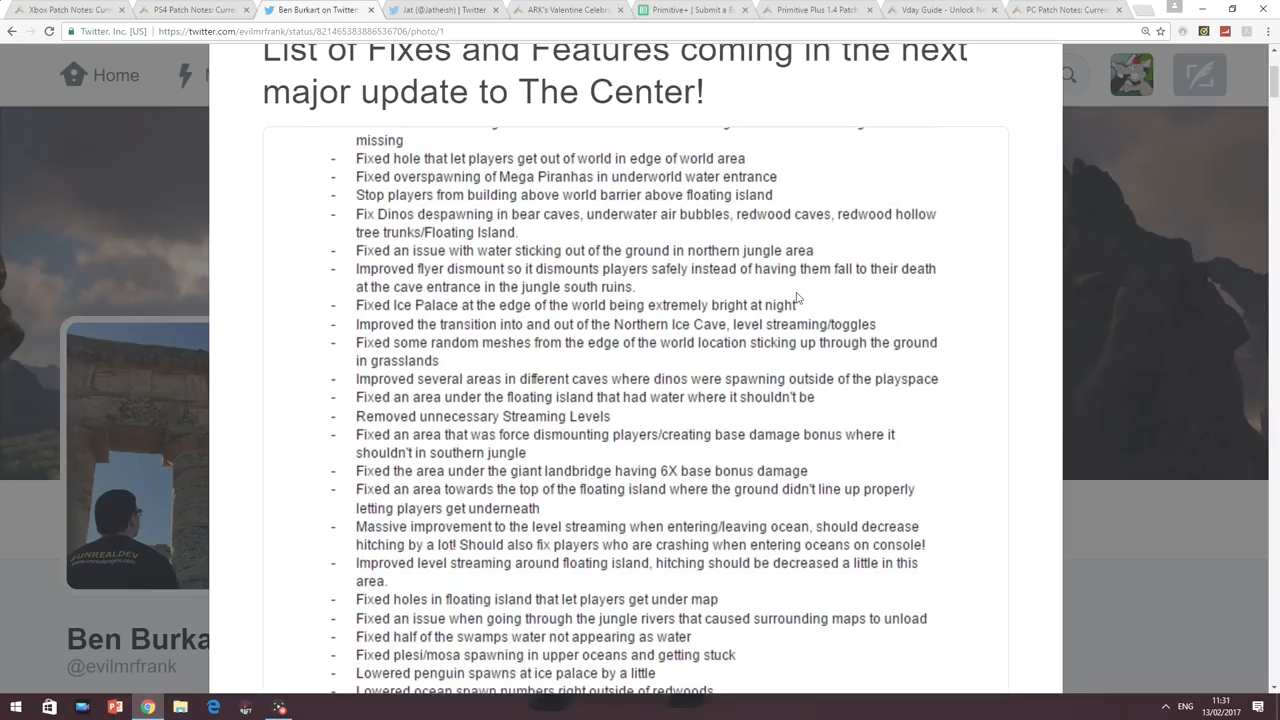 Xbox Patch Notes: Curre
PS4 Patch Notes: Curre
Ben Burkart on Twitter:
Jat (@Jatheish) | Twitter
ARK's Valentine Celebra
Primitive+ | Submit a B
Primitive Plus 1.4 Patch
Vday Guide - Unlock Ne
PC Patch Notes: Curren
Twitter, Inc. [US]
https://twitter.com/evilmrfrank/status/821465383886536706/photo/1
Home
List of Fixes and Features coming in the next
major update to The Center!
missing
- Fixed hole that let players get out of world in edge of world area
- Fixed overspawning of Mega Piranhas in underworld water entrance
- Stop players from building above world barrier above floating island
- Fix Dinos despawning in bear caves, underwater air bubbles, redwood caves, redwood hollow
tree trunks/Floating Island.
- Fixed an issue with water sticking out of the ground in northern jungle area
- Improved flyer dismount so it dismounts players safely instead of having them fall to their death
at the cave entrance in the jungle south ruins.
- Fixed Ice Palace at the edge of the world being extremely bright at night
- Improved the transition into and out of the Northern Ice Cave, level streaming/toggles
- Fixed some random meshes from the edge of the world location sticking up through the ground
in grasslands
- Improved several areas in different caves where dinos were spawning outside of the playspace
- Fixed an area under the floating island that had water where it shouldn't be
- Removed unnecessary Streaming Levels
- Fixed an area that was force dismounting players/creating base damage bonus where it
shouldn't in southern jungle
- Fixed the area under the giant landbridge having 6X base bonus damage
- Fixed an area towards the top of the floating island where the ground didn't line up properly
letting players get underneath
- Massive improvement to the level streaming when entering/leaving ocean, should decrease
hitching by a lot! Should also fix players who are crashing when entering oceans on console!
- Improved level streaming around floating island, hitching should be decreased a little in this
area.
- Fixed holes in floating island that let players get under map
- Fixed an issue when going through the jungle rivers that caused surrounding maps to unload
- Fixed half of the swamps water not appearing as water
- Fixed plesi/mosa spawning in upper oceans and getting stuck
- Lowered penguin spawns at ice palace by a little
- Lowered ocean spawn numbers right outside of redwoods
#UNREALDEV
Ben Burka
@evilmrfrank
ENG
11:31
13/02/2017